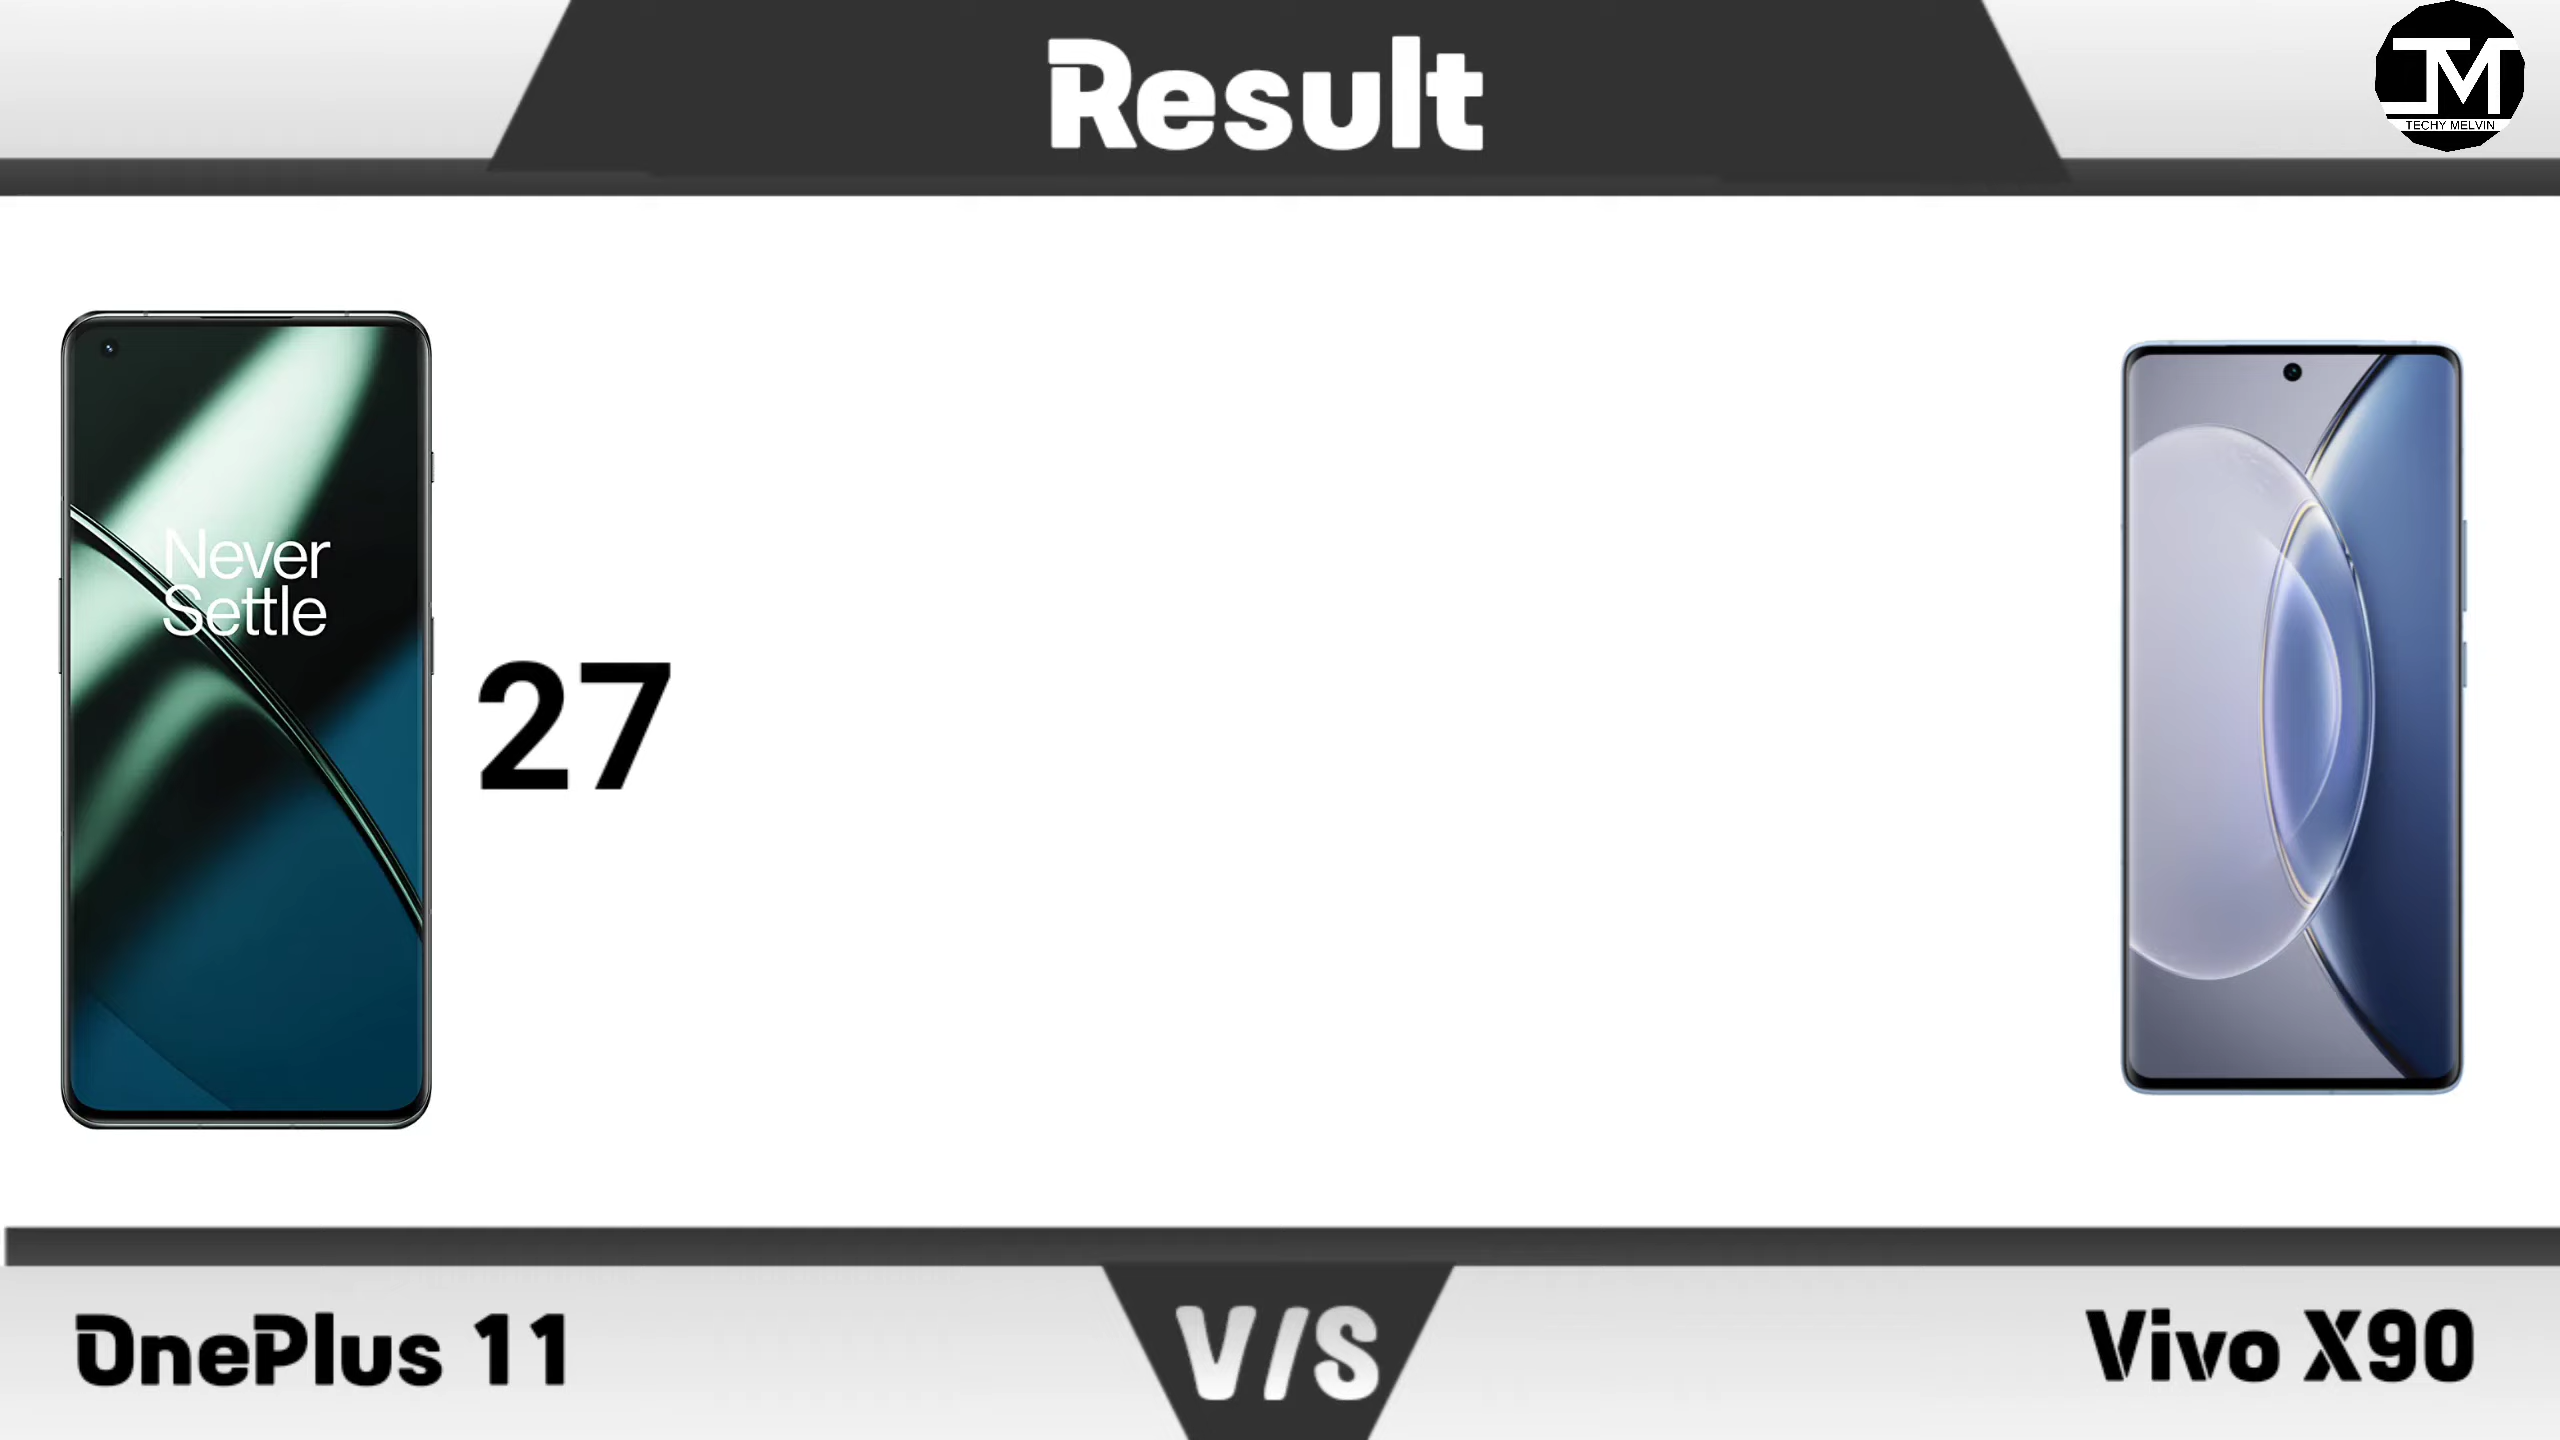 Result
TECHY MELVIN
Never
Settle
27
OnePlus 11
V/S
Vivo X90